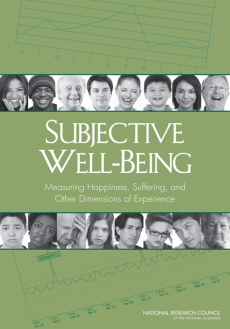 SUBJECTIVE
WELL-BEING
Measuring Happiness, Suffering, and
Other Dimensions of Experience
NATIONAL RESEARCH COUNCIL
OF THE NATIONAL ACADEMIES